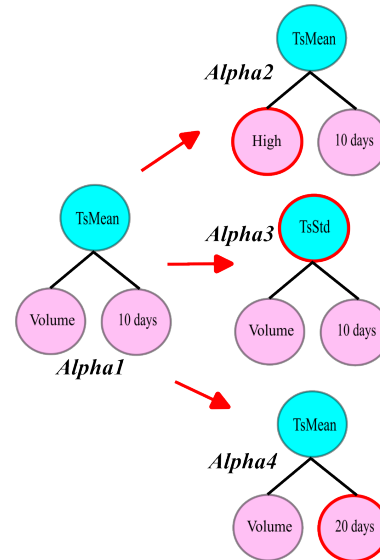 TsMean
Volume
10 days
Alpha1
TsMean
Alpha2
High
10 days
TsStd
Alpha3
Volume
10 days
TsMean
Alpha4
Volume
20 days